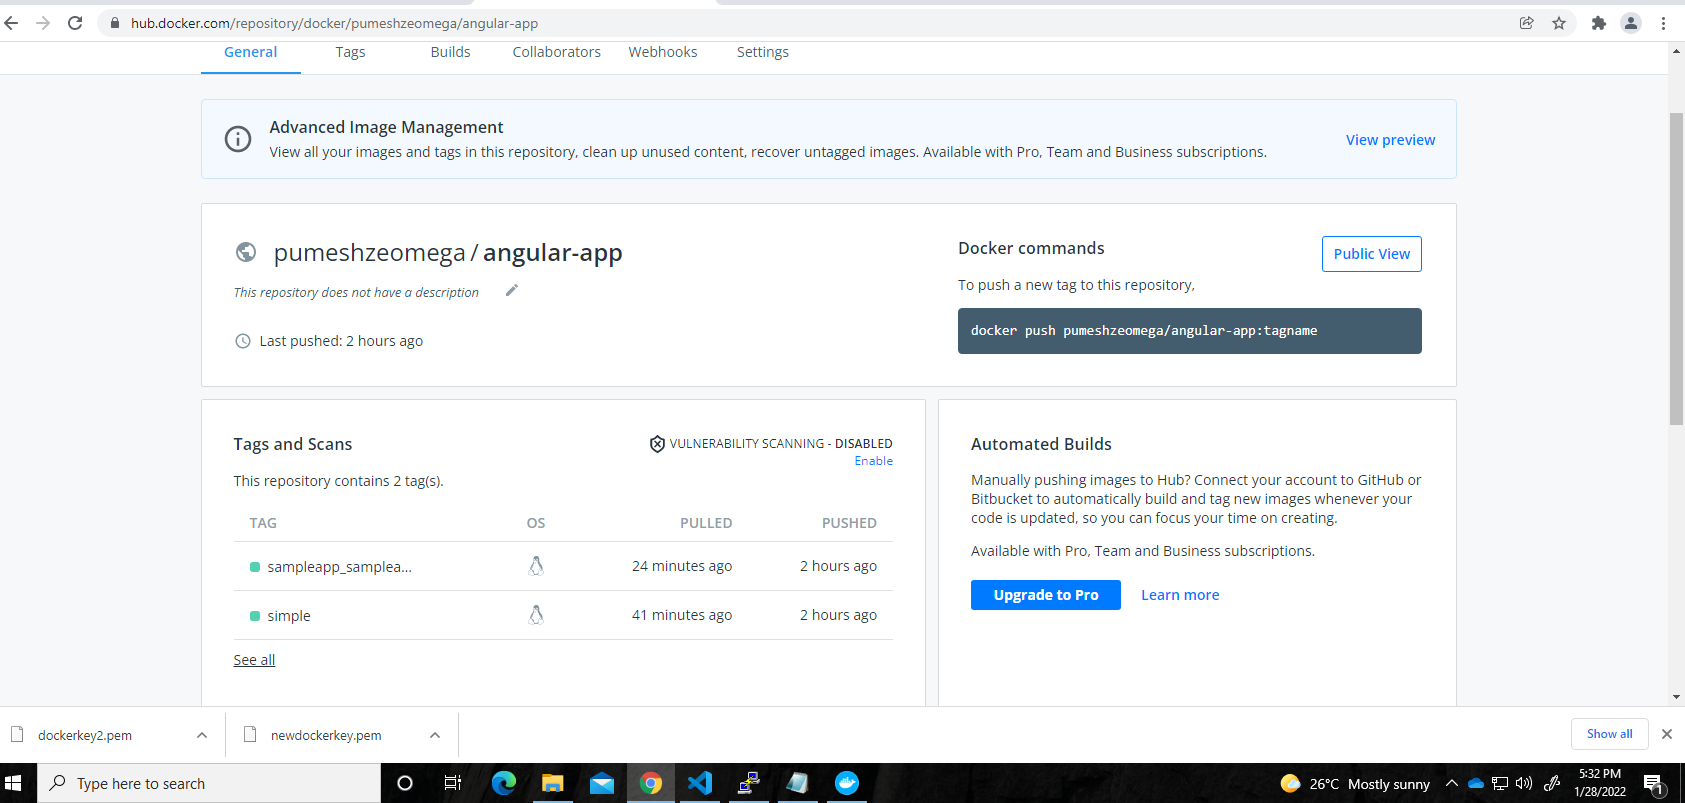 hub.docker.com/repository/docker/pumeshzeomega/angular-app
General Tags Builds Collaborators Webhooks Settings
Advanced Image Management
View all your images and tags in this repository, clean up unused content, recover untagged images. Available with Pro, Team and Business subscriptions.
View preview
pumeshzeomega / angular-app
This repository does not have a description
Last pushed: 2 hours ago
Docker commands
Public View
To push a new tag to this repository,
docker push pumeshzeomega/angular-app:tagname
Tags and Scans
VULNERABILITY SCANNING - DISABLED
Enable
This repository contains 2 tag(s).
TAG OS PULLED PUSHED
sampleapp_samplea... 24 minutes ago 2 hours ago
simple 41 minutes ago 2 hours ago
See all
Automated Builds
Manually pushing images to Hub? Connect your account to GitHub or
Bitbucket to automatically build and tag new images whenever your
code is updated, so you can focus your time on creating.
Available with Pro, Team and Business subscriptions.
Upgrade to Pro Learn more
dockerkey2.pem newdockerkey.pem Show all
Type here to search
26°C Mostly sunny
5:32 PM
1/28/2022
1